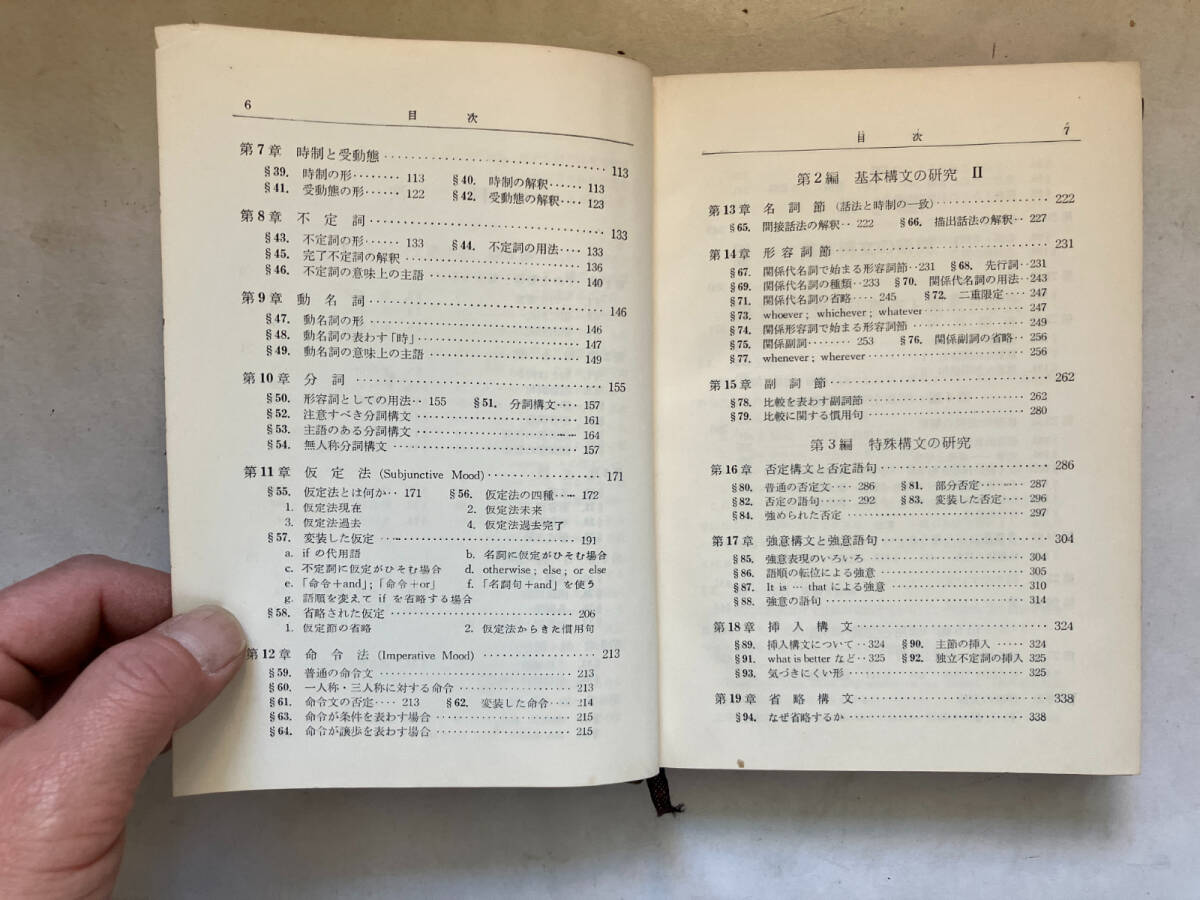 6
目 次
第7章 時制と受動態 ‥‥‥‥‥‥‥‥‥‥ 113
§39. 時制の形‥‥‥‥ 113 §40. 時制の解釈‥‥‥ 113
§41. 受動態の形‥‥‥ 122 §42. 受動態の解釈‥‥‥ 123
第8章 不 定 詞‥‥‥‥‥‥‥‥‥‥ 133
§43. 不定詞の形‥‥‥ 133 §44. 不定詞の用法‥‥‥ 133
§45. 完了不定詞の解釈 ‥‥‥‥‥‥‥‥‥‥ 136
§46. 不定詞の意味上の主語 ‥‥‥‥‥‥‥‥‥‥ 140
第9章 動 名 詞‥‥‥‥‥‥‥‥‥‥ 146
§47. 動名詞の形 ‥‥‥‥‥‥‥‥‥‥ 146
§48. 動名詞の表わす「時」‥‥‥‥‥‥‥‥‥‥ 147
§49. 動名詞の意味上の主語 ‥‥‥‥‥‥‥‥‥‥ 149
第10章 分 詞 ‥‥‥‥‥‥‥‥‥‥ 155
§50. 形容詞としての用法‥ 155 §51. 分詞構文‥‥ 157
§52. 注意すべき分詞構文 ‥‥‥‥‥‥‥‥‥‥ 161
§53. 主語のある分詞構文 ‥‥‥‥‥‥‥‥‥‥ 164
§54. 無人称分詞構文 ‥‥‥‥‥‥‥‥‥‥ 157
第11章 仮 定 法 (Subjunctive Mood)‥‥‥‥‥‥‥‥ 171
§55. 仮定法とは何か‥ 171 §56. 仮定法の四種‥‥ 172
1. 仮定法現在 2. 仮定法未来
3. 仮定法過去 4. 仮定法過去完了
§57. 変装した仮定 ‥‥‥‥‥‥‥‥‥‥ 191
a. if の代用語 b. 名詞に仮定がひそむ場合
c. 不定詞に仮定がひそむ場合 d. otherwise; else; or else
e. 「命令+and」;「命令+or」 f. 「名詞句+and」を使う
g. 語順を変えて if を省略する場合
§58. 省略された仮定 ‥‥‥‥‥‥‥‥‥‥ 206
1. 仮定節の省略 2. 仮定法からきた慣用句
第12章 命 令 法 (Imperative Mood) ‥‥‥‥‥‥‥‥ 213
§59. 普通の命令文 ‥‥‥‥‥‥‥‥‥‥ 213
§60. 一人称・三人称に対する命令 ‥‥‥‥‥‥‥‥ 213
§61. 命令文の否定‥‥ 213 §62. 変装した命令‥‥ 214
§63. 命令が条件を表わす場合 ‥‥‥‥‥‥‥‥‥‥ 215
§64. 命令が譲歩を表わす場合 ‥‥‥‥‥‥‥‥‥‥ 215
目 次
7
第2編 基本構文の研究 II
第13章 名 詞 節 (話法と時制の一致)‥‥‥‥‥‥‥‥ 222
§65. 間接話法の解釈‥ 222 §66. 描出話法の解釈‥ 227
第14章 形 容 詞 節 ‥‥‥‥‥‥‥‥‥‥ 231
§67. 関係代名詞で始まる形容詞節‥231 §68. 先行詞‥231
§69. 関係代名詞の種類‥233 §70. 関係代名詞の用法‥243
§71. 関係代名詞の省略‥‥ 245 §72. 二重限定‥‥ 247
§73. whoever; whichever; whatever‥‥‥‥‥‥‥‥ 247
§74. 関係形容詞で始まる形容詞節 ‥‥‥‥‥‥‥‥ 249
§75. 関係副詞‥‥‥‥ 253 §76. 関係副詞の省略‥ 256
§77. whenever; wherever‥‥‥‥‥‥‥‥‥‥ 256
第15章 副 詞 節 ‥‥‥‥‥‥‥‥‥‥ 262
§78. 比較を表わす副詞節 ‥‥‥‥‥‥‥‥‥‥ 262
§79. 比較に関する慣用句 ‥‥‥‥‥‥‥‥‥‥ 280
第3編 特殊構文の研究
第16章 否定構文と否定語句 ‥‥‥‥‥‥‥‥‥‥ 286
§80. 普通の否定文‥‥ 286 §81. 部分否定‥‥‥ 287
§82. 否定の語句‥‥‥ 292 §83. 変装した否定‥‥ 296
§84. 強められた否定 ‥‥‥‥‥‥‥‥‥‥ 297
第17章 強意構文と強意語句 ‥‥‥‥‥‥‥‥‥‥ 304
§85. 強意表現のいろいろ ‥‥‥‥‥‥‥‥‥‥ 304
§86. 語順の転位による強意 ‥‥‥‥‥‥‥‥‥‥ 305
§87. It is … that による強意 ‥‥‥‥‥‥‥‥‥‥ 310
§88. 強意の語句 ‥‥‥‥‥‥‥‥‥‥ 314
第18章 挿 入 構 文 ‥‥‥‥‥‥‥‥‥‥ 324
§89. 挿入構文について‥ 324 §90. 主節の挿入 ‥‥ 324
§91. what is better など‥ 325 §92. 独立不定詞の挿入 325
§93. 気づきにくい形 ‥‥‥‥‥‥‥‥‥‥ 325
第19章 省 略 構 文 ‥‥‥‥‥‥‥‥‥‥ 338
§94. なぜ省略するか ‥‥‥‥‥‥‥‥‥‥ 338